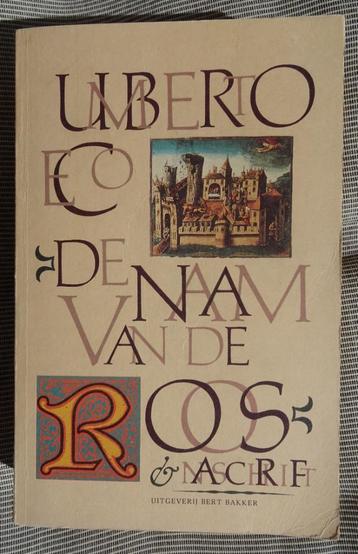 UMBERTO
ECO
DE NAAM
VAN DE
ROOS
& NASCHRIFT
UITGEVERIJ BERT BAKKER